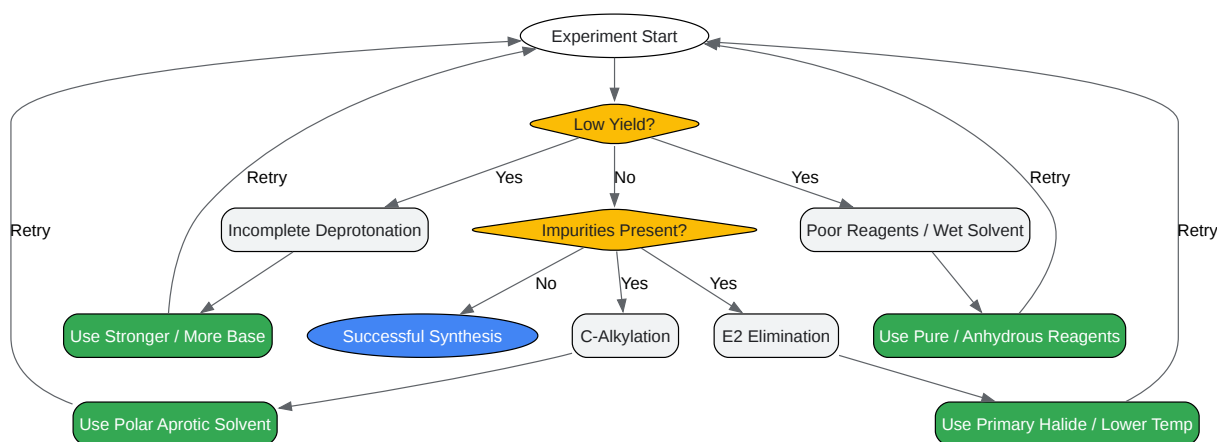 Experiment Start
Low Yield?
Yes
No
Yes
Retry
Retry
Incomplete Deprotonation
Impurities Present?
Poor Reagents / Wet Solvent
Retry
Retry
No
Yes
Yes
Use Stronger / More Base
Successful Synthesis
C-Alkylation
E2 Elimination
Use Pure / Anhydrous Reagents
Use Polar Aprotic Solvent
Use Primary Halide / Lower Temp